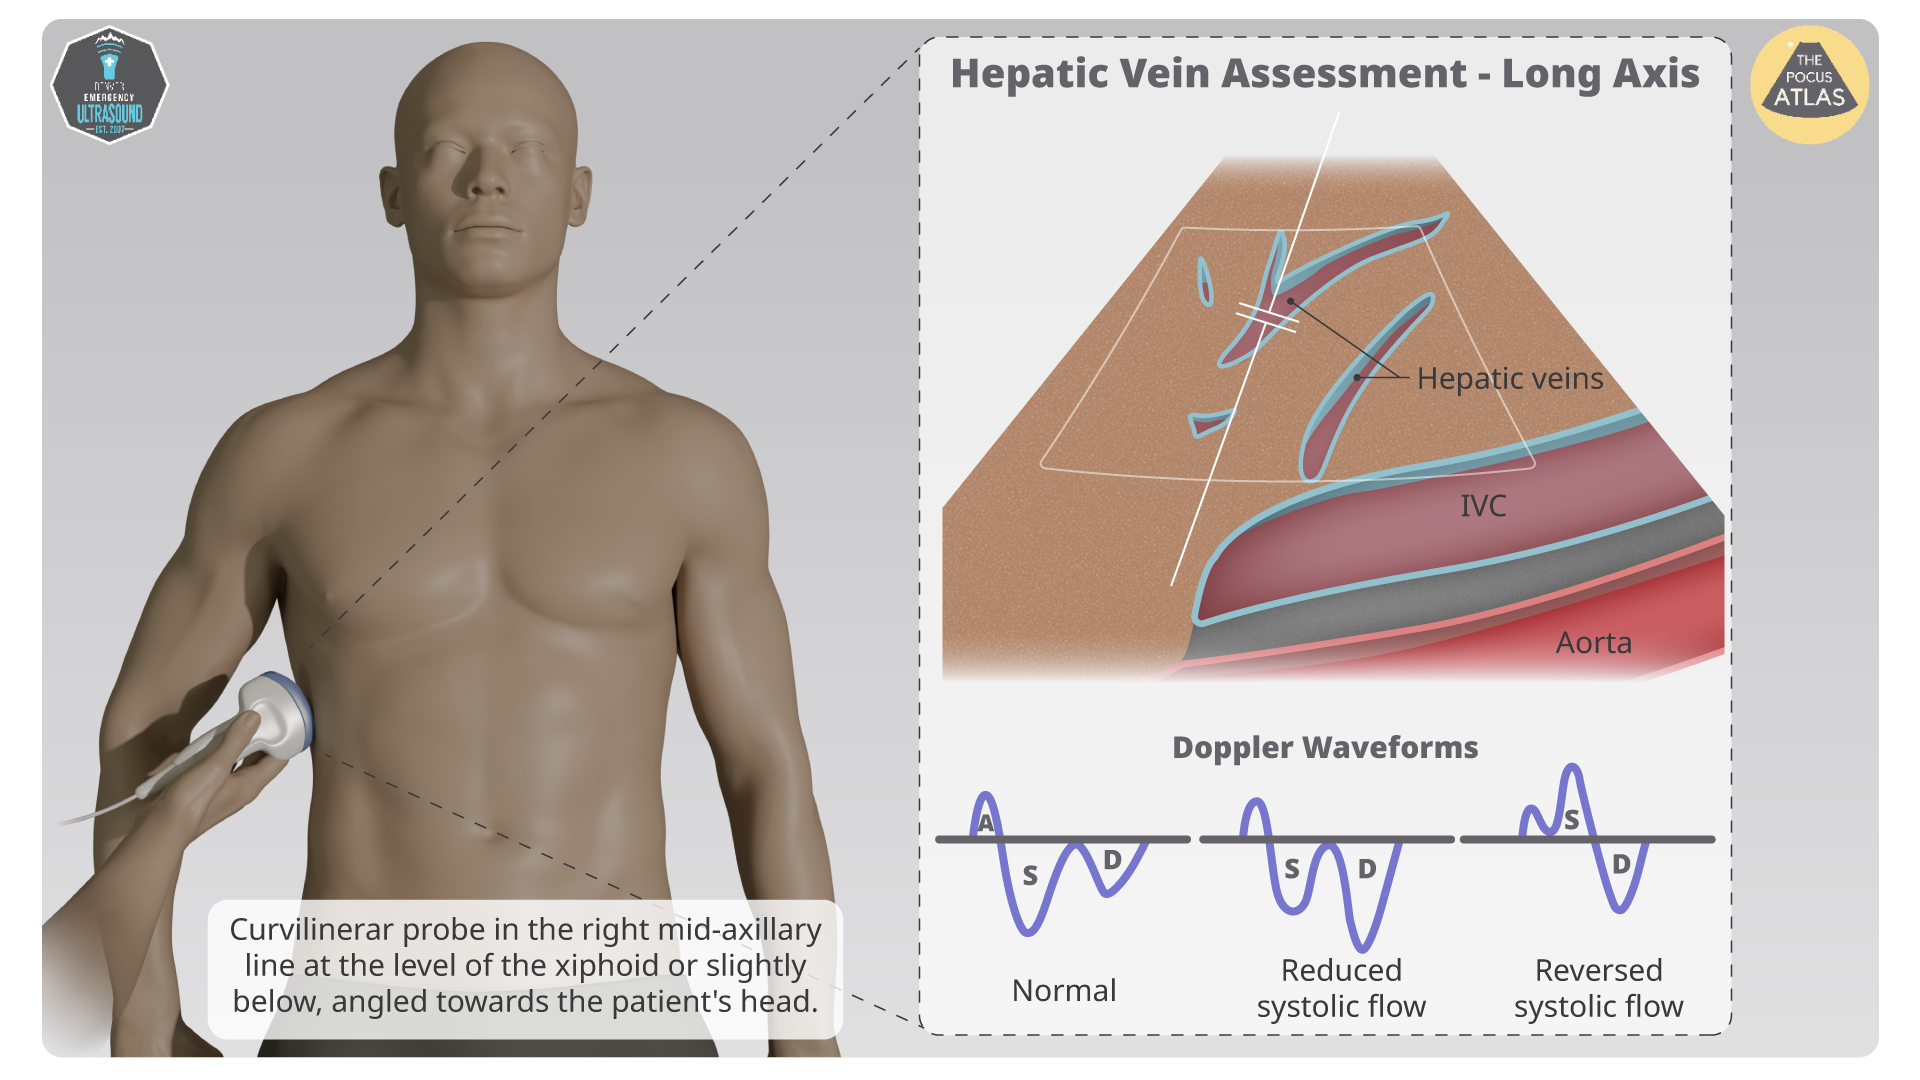 DENVER
EMERGENCY
ULTRASOUND
EST. 2007
THE
POCUS
ATLAS
Hepatic Vein Assessment - Long Axis
Hepatic veins
IVC
Aorta
Doppler Waveforms
A
S
D
S
D
S
D
Normal
Reduced
systolic flow
Reversed
systolic flow
Curvilinerar probe in the right mid-axillary
line at the level of the xiphoid or slightly
below, angled towards the patient's head.